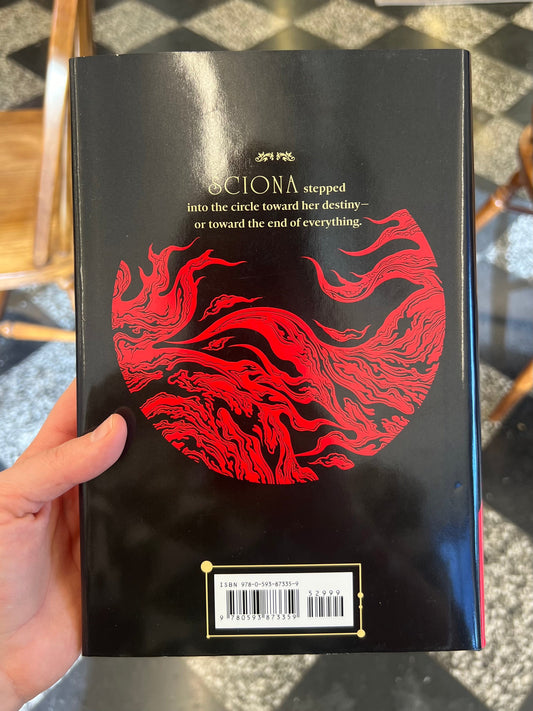 SCIONA stepped
into the circle toward her destiny—
or toward the end of everything.
ISBN 978-0-593-87335-9
52999
9 780593 873359